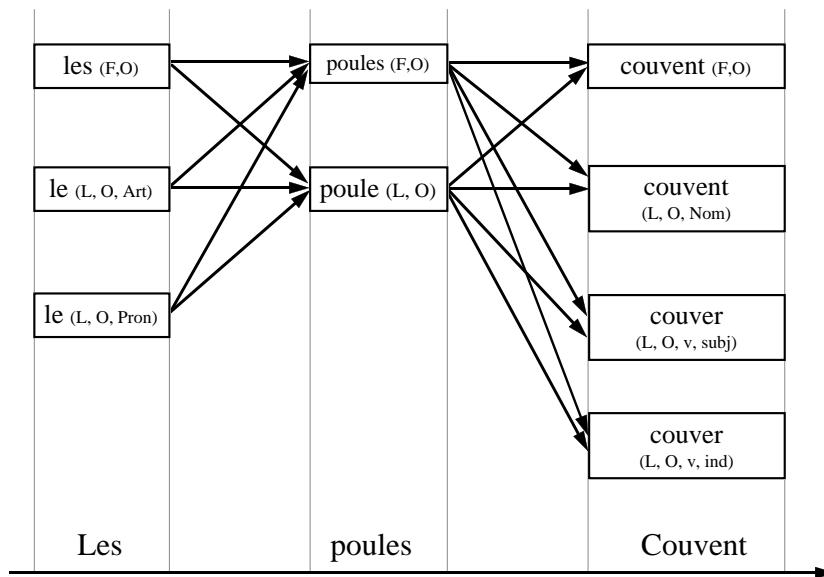 les (F,O)
poules (F,O)
couvent (F,O)
le (L, O, Art)
poule (L, O)
couvent
(L, O, Nom)
le (L, O, Pron)
couver
(L, O, v, subj)
couver
(L, O, v, ind)
Les
poules
Couvent